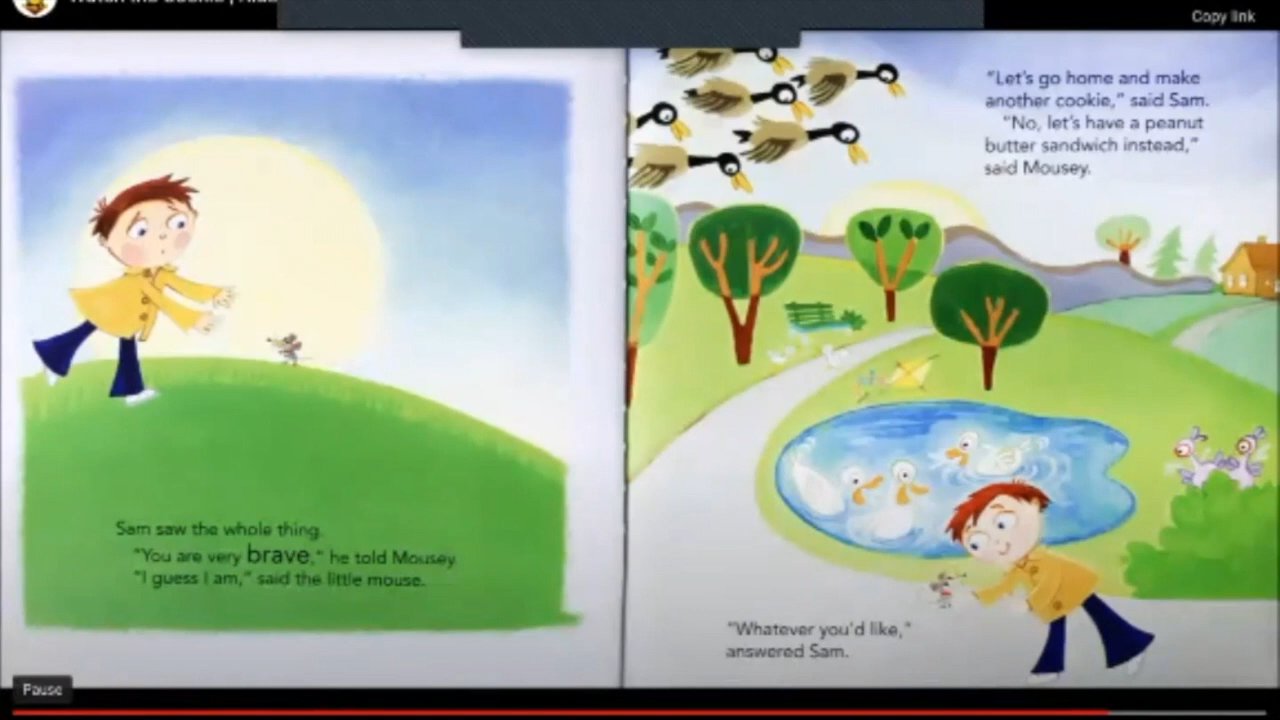 Copy link
Sam saw the whole thing.
"You are very brave," he told Mousey.
"I guess I am," said the little mouse.
"Let's go home and make
another cookie," said Sam.
"No, let's have a peanut
butter sandwich instead,"
said Mousey.
"Whatever you'd like,"
answered Sam.
Pause